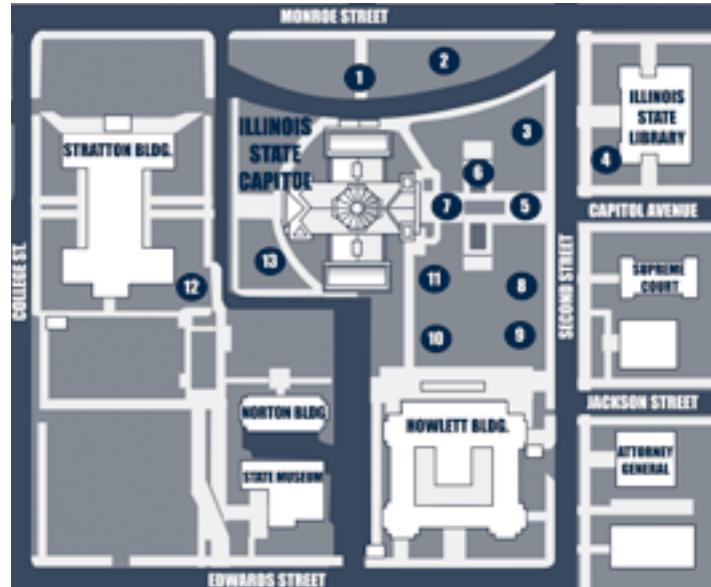 MONROE STREET
1
2
ILLINOIS
STATE
CAPITOL
3
ILLINOIS
STATE
LIBRARY
4
STRATTON BLDG.
6
7
5
CAPITOL AVENUE
COLLEGE ST.
13
12
11
8
SECOND STREET
SUPREME
COURT
10
9
NORTON BLDG.
HOWLETT BLDG.
JACKSON STREET
ATTORNEY
GENERAL
STATE MUSEUM
EDWARDS STREET